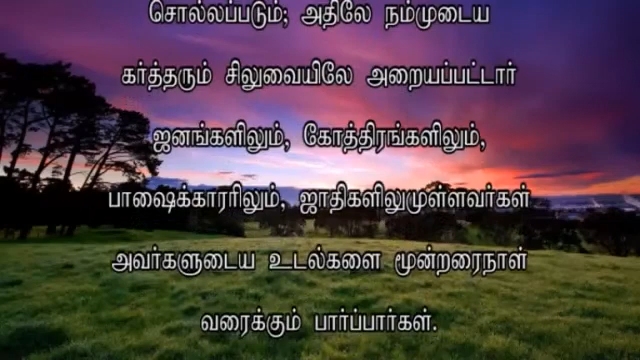 சொல்லப்படும்; அதிலே நம்முடைய
கர்த்தரும் சிலுவையிலே அறையப்பட்டார்
ஜனங்களிலும், கோத்திரங்களிலும்,
பாஷைக்காரரிலும், ஜாதிகளிலுமுள்ளவர்கள்
அவர்களுடைய உடல்களை மூன்றரைநாள்
வரைக்கும் பார்ப்பார்கள்.